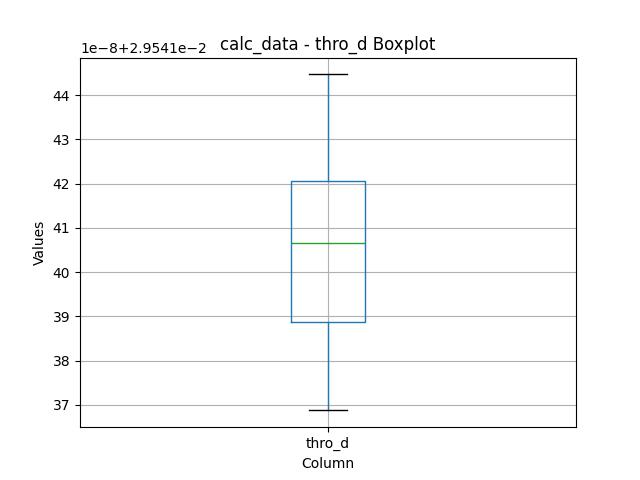 1e−8+2.9541e−2
calc_data - thro_d Boxplot
44
43
42
41
40
39
38
37
Values
thro_d
Column